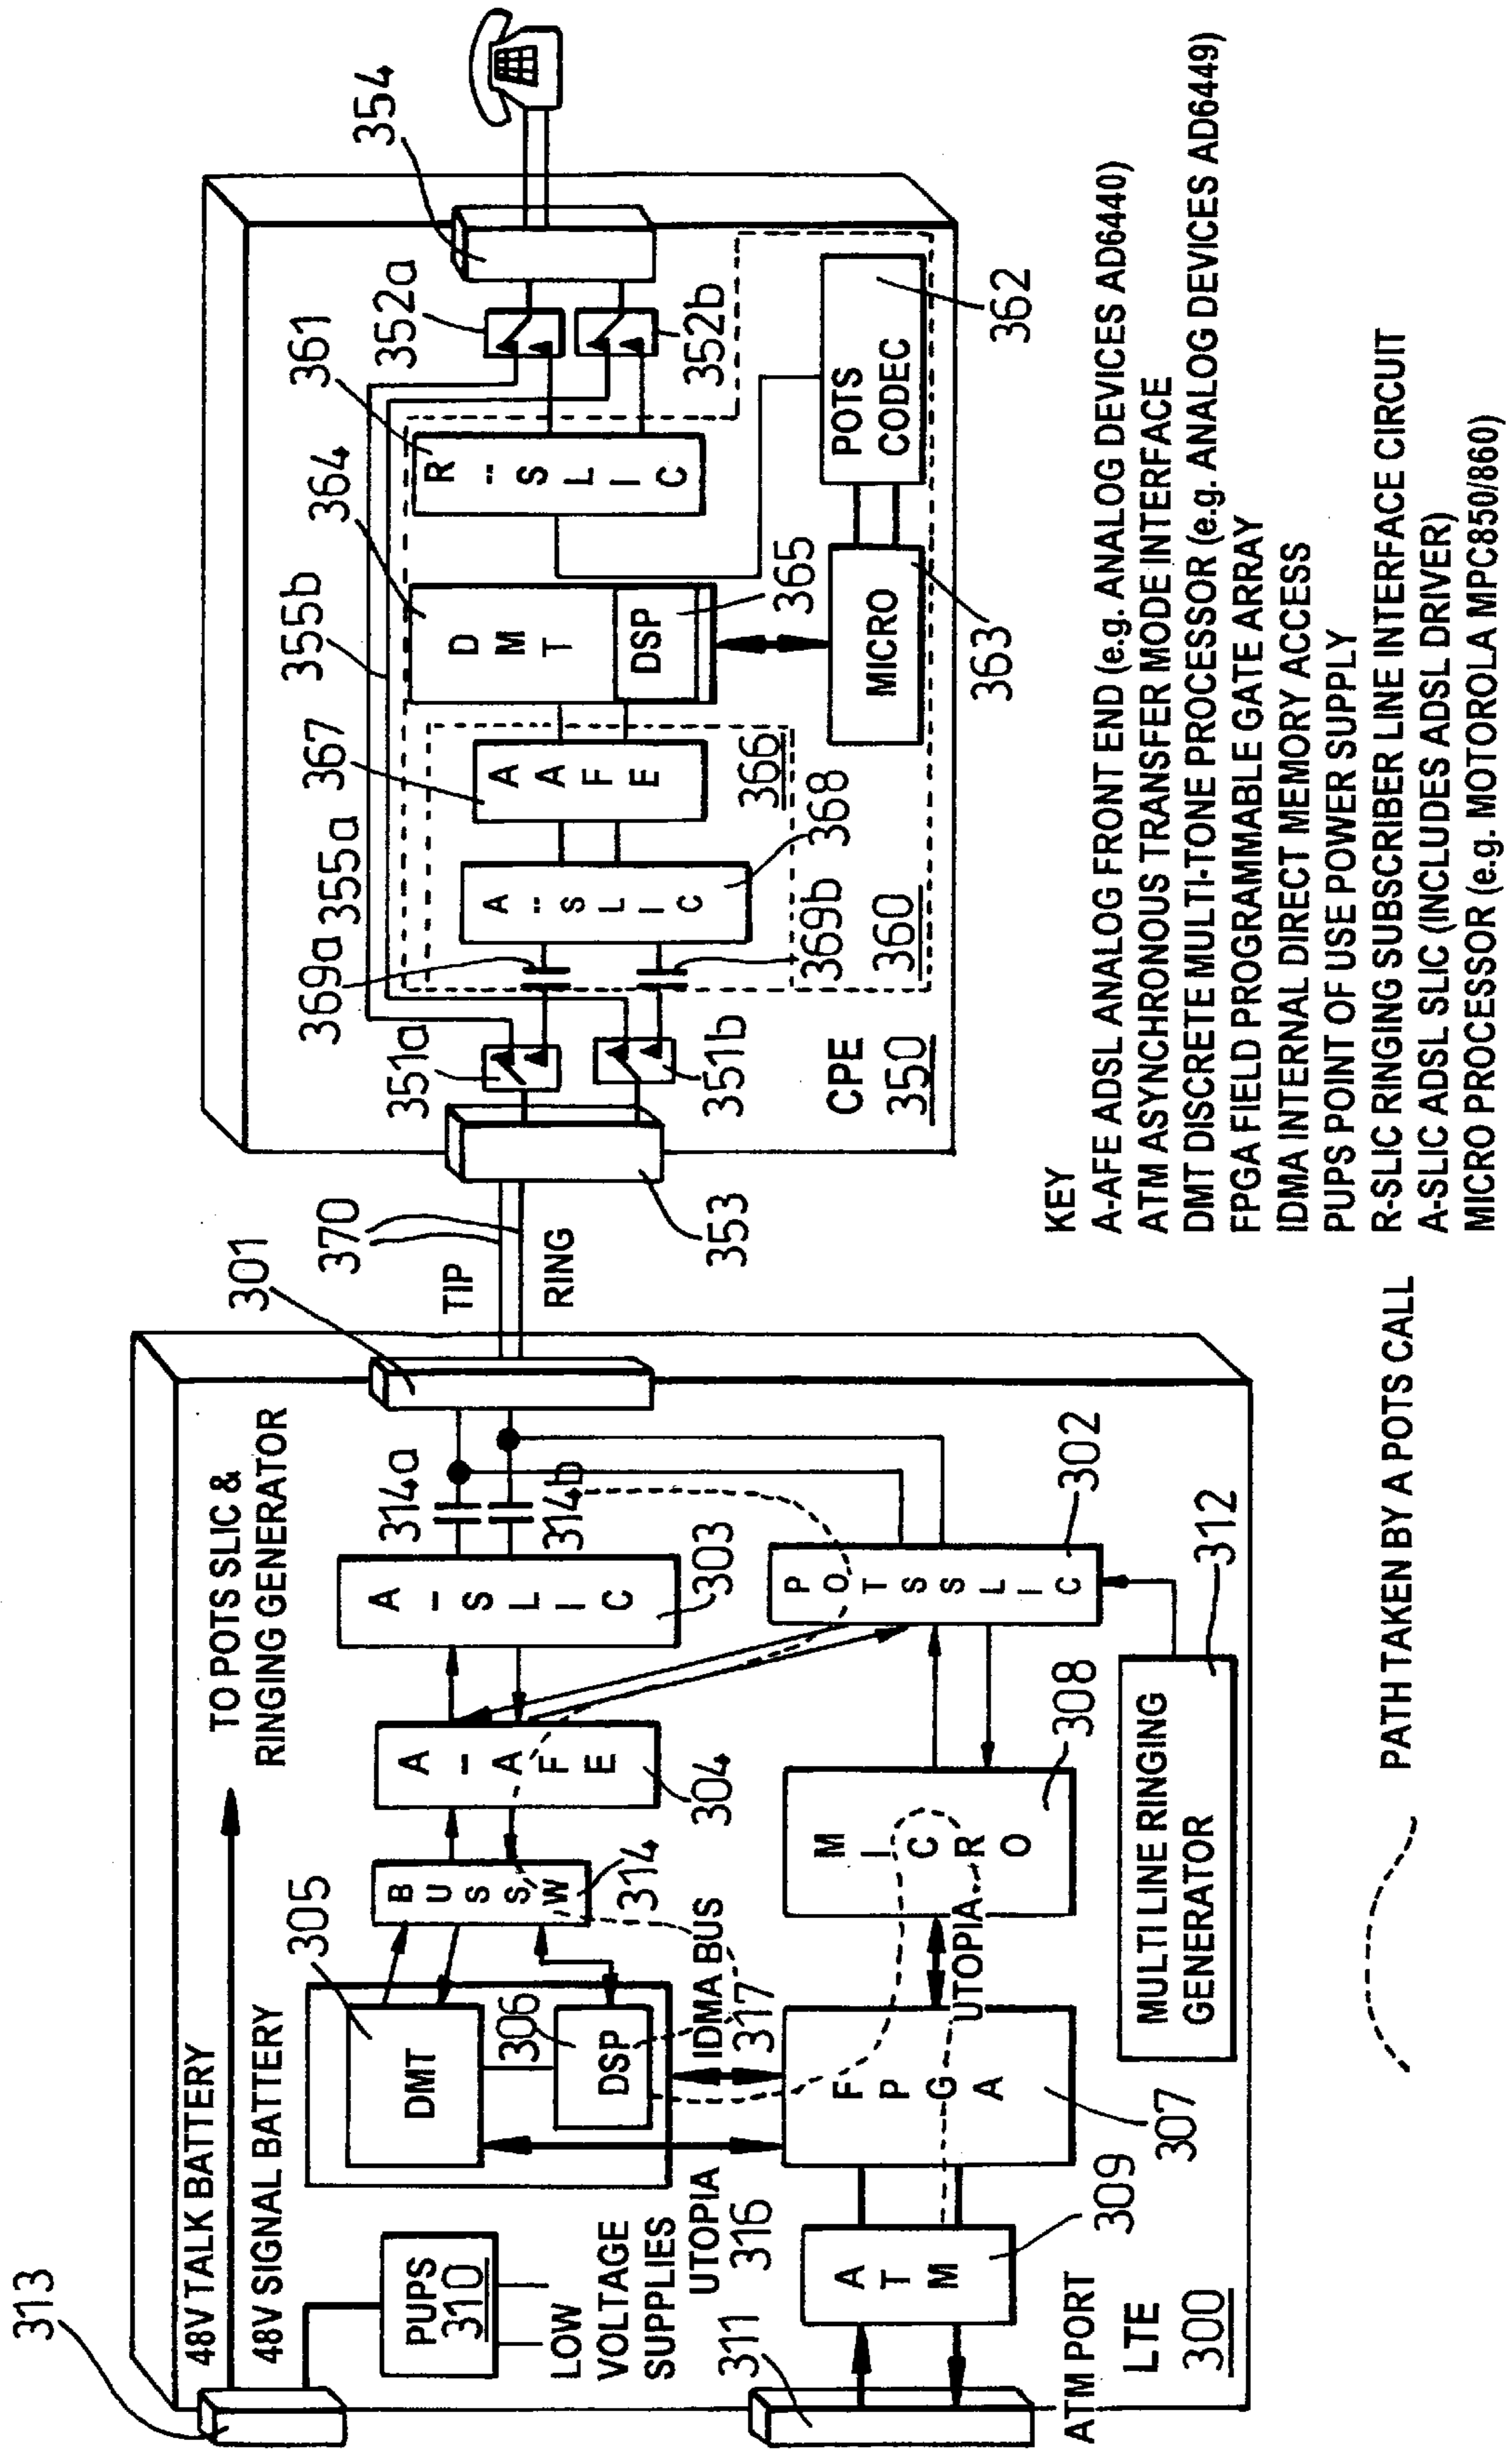 313
48V TALK BATTERY
48V SIGNAL BATTERY
TO POTS SLIC &
RINGING GENERATOR
PUPS
310
LOW
VOLTAGE
SUPPLIES
305
DMT
306
DSP
BUSSW
314
A-AFE
304
A-SLIC
303
314a
314b
301
TIP
RING
370
UTOPIA
316
IDMA BUS
317
311
ATM PORT
ATM
309
FPGA
307
UTOPIA
MICRO
308
POTSSLIC
302
MULTI LINE RINGING
GENERATOR
312
LTE
300
353
351a
351b
369a
369b
355a
355b
A-SLIC
368
AAFE
367
366
DMT
364
DSP
365
R-SLIC
361
352a
352b
354
MICRO
363
POTS
CODEC
362
360
CPE
350
PATH TAKEN BY A POTS CALL
KEY
A-AFE ADSL ANALOG FRONT END (e.g. ANALOG DEVICES AD6440)
ATM ASYNCHRONOUS TRANSFER MODE INTERFACE
DMT DISCRETE MULTI-TONE PROCESSOR (e.g. ANALOG DEVICES AD6449)
FPGA FIELD PROGRAMMABLE GATE ARRAY
IDMA INTERNAL DIRECT MEMORY ACCESS
PUPS POINT OF USE POWER SUPPLY
R-SLIC RINGING SUBSCRIBER LINE INTERFACE CIRCUIT
A-SLIC ADSL SLIC (INCLUDES ADSL DRIVER)
MICRO PROCESSOR (e.g. MOTOROLA MPC850/860)